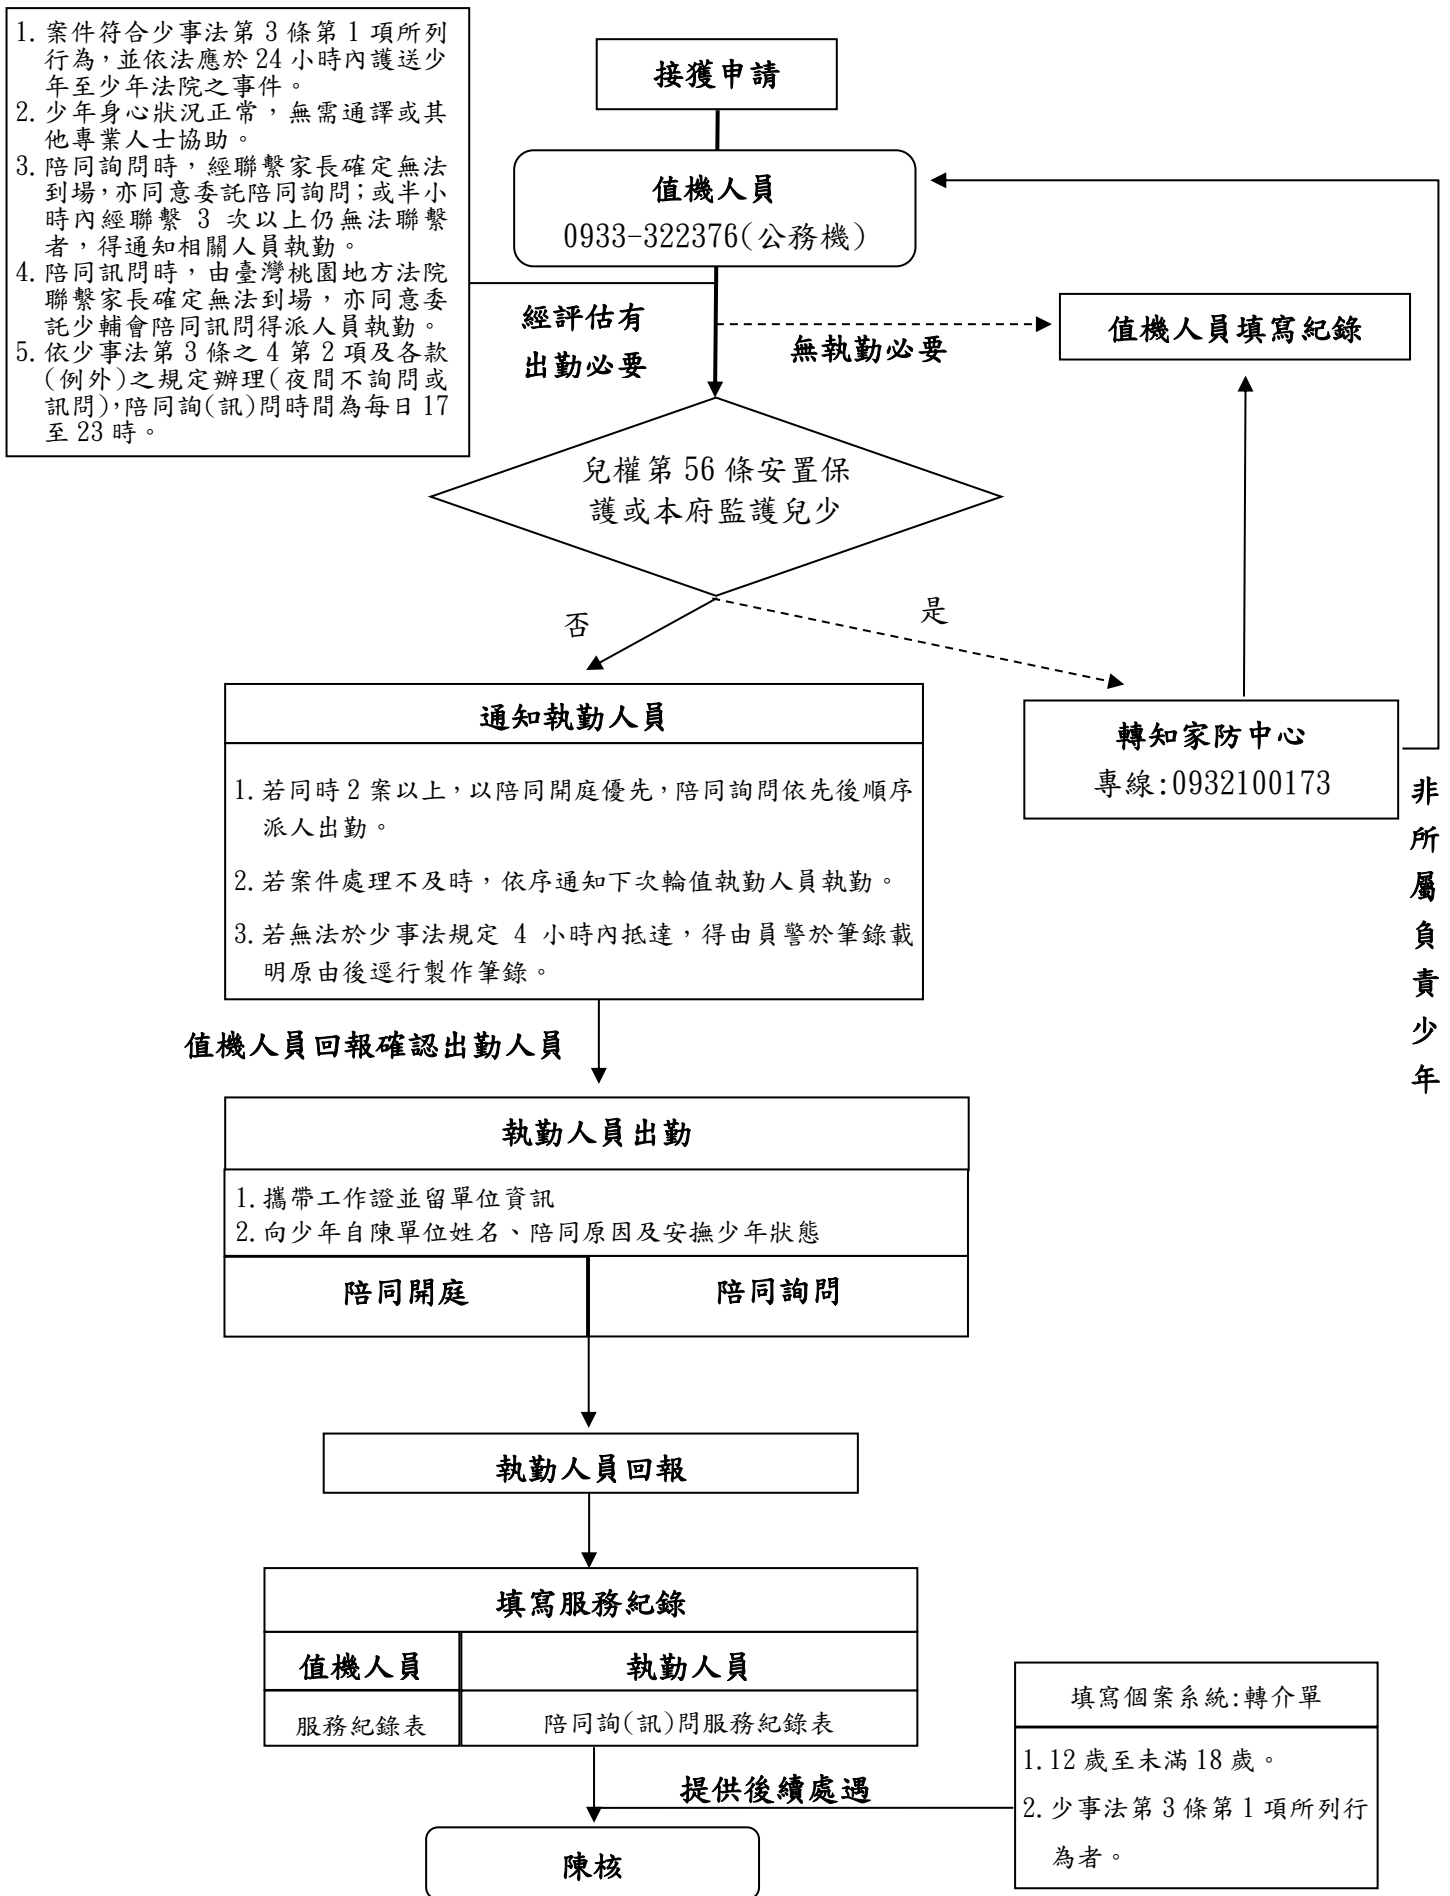 1. 案件符合少事法第 3 條第 1 項所列
行為，並依法應於 24 小時內護送少
年至少年法院之事件。
2. 少年身心狀況正常，無需通譯或其
他專業人士協助。
3. 陪同詢問時，經聯繫家長確定無法
到場，亦同意委託陪同詢問；或半小
時內經聯繫 3 次以上仍無法聯繫
者，得通知相關人員執勤。
4. 陪同訊問時，由臺灣桃園地方法院
聯繫家長確定無法到場，亦同意委
託少輔會陪同訊問得派人員執勤。
5. 依少事法第 3 條之 4 第 2 項及各款
(例外)之規定辦理(夜間不詢問或
訊問)，陪同詢(訊)問時間為每日 17
至 23 時。
接獲申請
值機人員
0933-322376(公務機)
經評估有
出勤必要
無執勤必要
值機人員填寫紀錄
兒權第 56 條安置保
護或本府監護兒少
否
是
通知執勤人員
1. 若同時 2 案以上，以陪同開庭優先，陪同詢問依先後順序
派人出勤。
2. 若案件處理不及時，依序通知下次輪值執勤人員執勤。
3. 若無法於少事法規定 4 小時內抵達，得由員警於筆錄載
明原由後逕行製作筆錄。
轉知家防中心
專線:0932100173
非
所
屬
負
責
少
年
值機人員回報確認出勤人員
執勤人員出勤
1. 攜帶工作證並留單位資訊
2. 向少年自陳單位姓名、陪同原因及安撫少年狀態
陪同開庭
陪同詢問
執勤人員回報
填寫服務紀錄
值機人員
執勤人員
服務紀錄表
陪同詢(訊)問服務紀錄表
提供後續處遇
填寫個案系統:轉介單
1. 12 歲至未滿 18 歲。
2. 少事法第 3 條第 1 項所列行
為者。
陳核